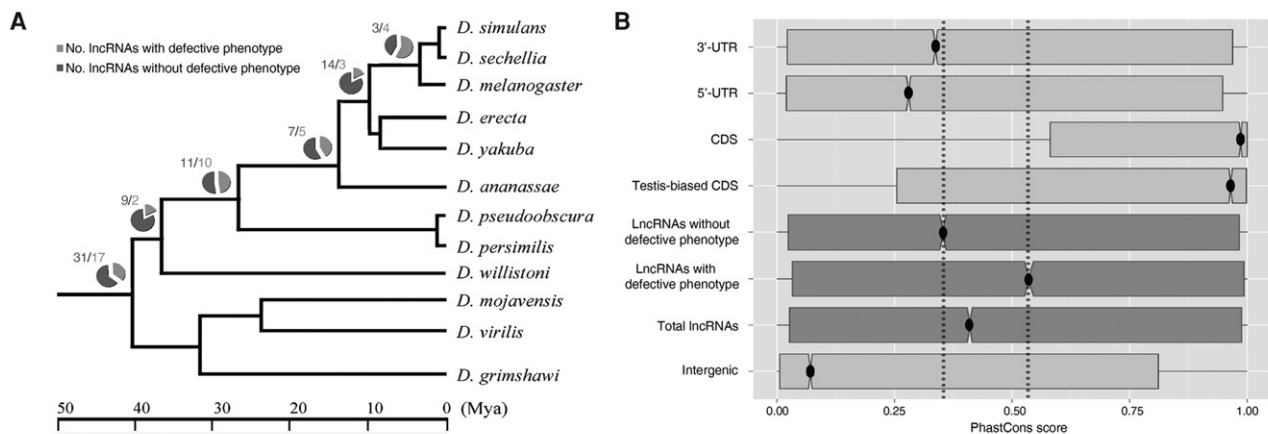 A
No. lncRNAs with defective phenotype
No. lncRNAs without defective phenotype
3/4
14/3
7/5
11/10
9/2
31/17
D. simulans
D. sechellia
D. melanogaster
D. erecta
D. yakuba
D. ananassae
D. pseudoobscura
D. persimilis
D. willistoni
D. mojavensis
D. virilis
D. grimshawi
50 40 30 20 10 0 (Mya)
B
3'-UTR
5'-UTR
CDS
Testis-biased CDS
LncRNAs without
defective phenotype
LncRNAs with
defective phenotype
Total lncRNAs
Intergenic
0.00 0.25 0.50 0.75 1.00
PhastCons score